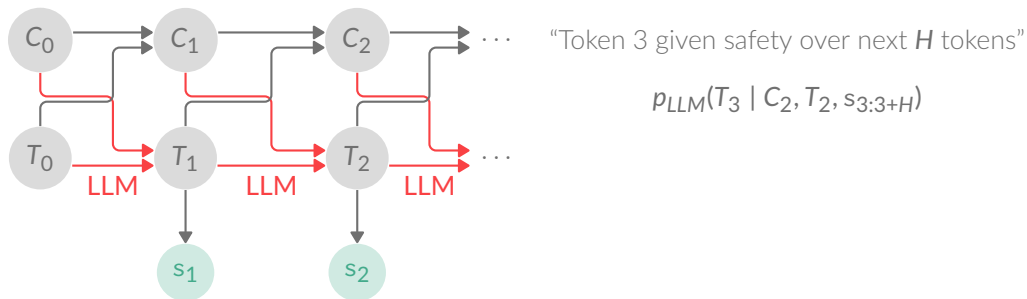 C₀ C₁ C₂ ··· “Token 3 given safety over next H tokens”
p_LLM(T₃ | C₂, T₂, s₃:₃₊H)
T₀ T₁ T₂ ···
LLM LLM LLM
s₁ s₂